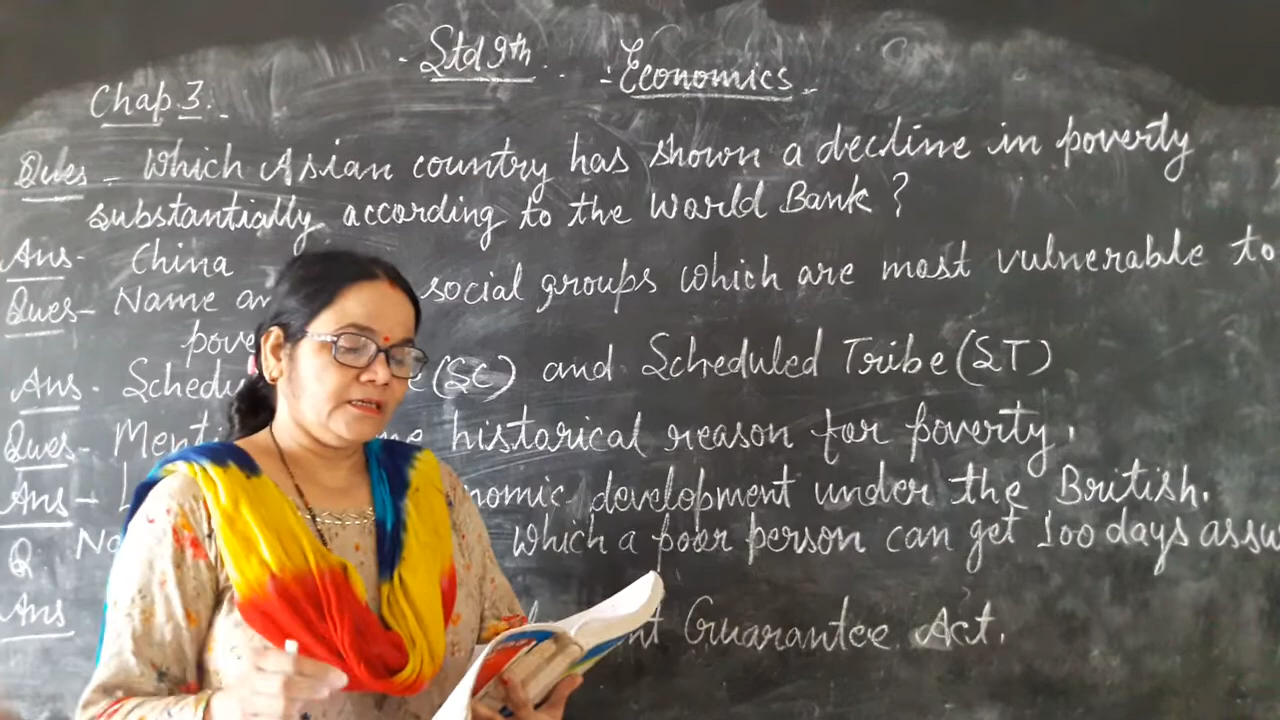 - Std 9th. - Economics -
Chap 3. -
Ques - Which Asian country has shown a decline in poverty
substantially according to the World Bank ?
Ans - China
Ques - Name social groups which are most vulnerable to
Ans - (SC) and Scheduled Tribe (ST)
Ques - historical reason for poverty.
Ans - development under the British.
Q which a poor person can get 100 days
Ans Guarantee Act.